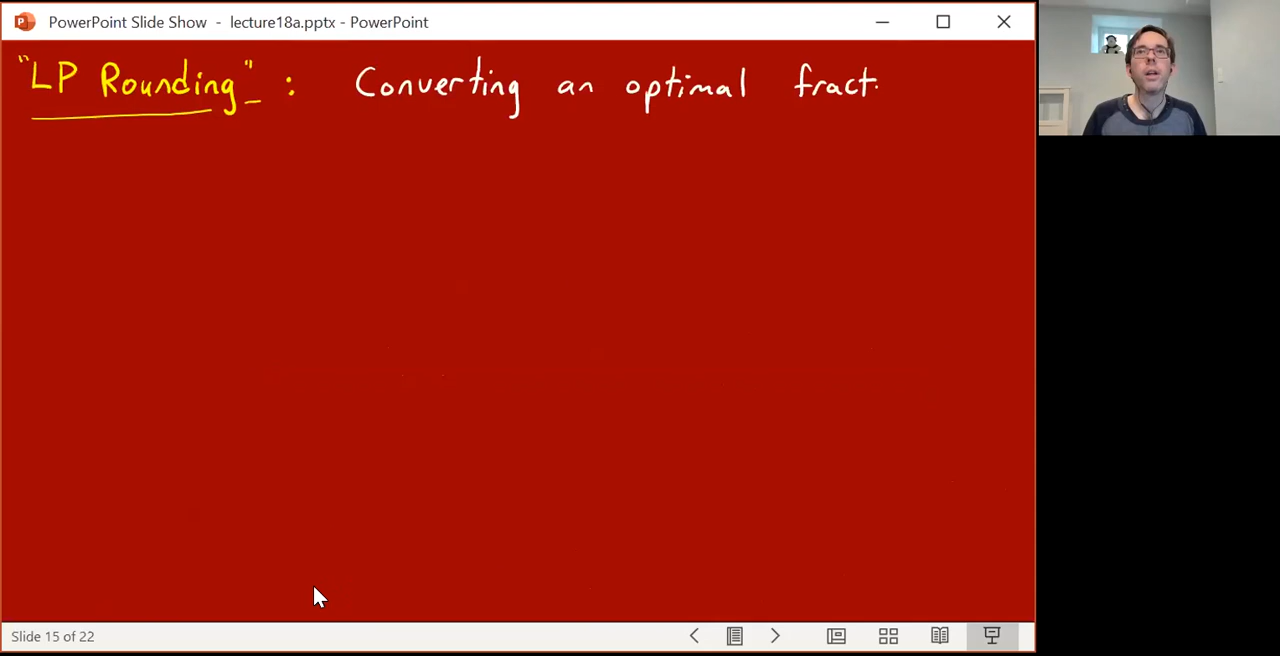 PowerPoint Slide Show - lecture18a.pptx - PowerPoint
"LP Rounding" : Converting an optimal fract.
Slide 15 of 22